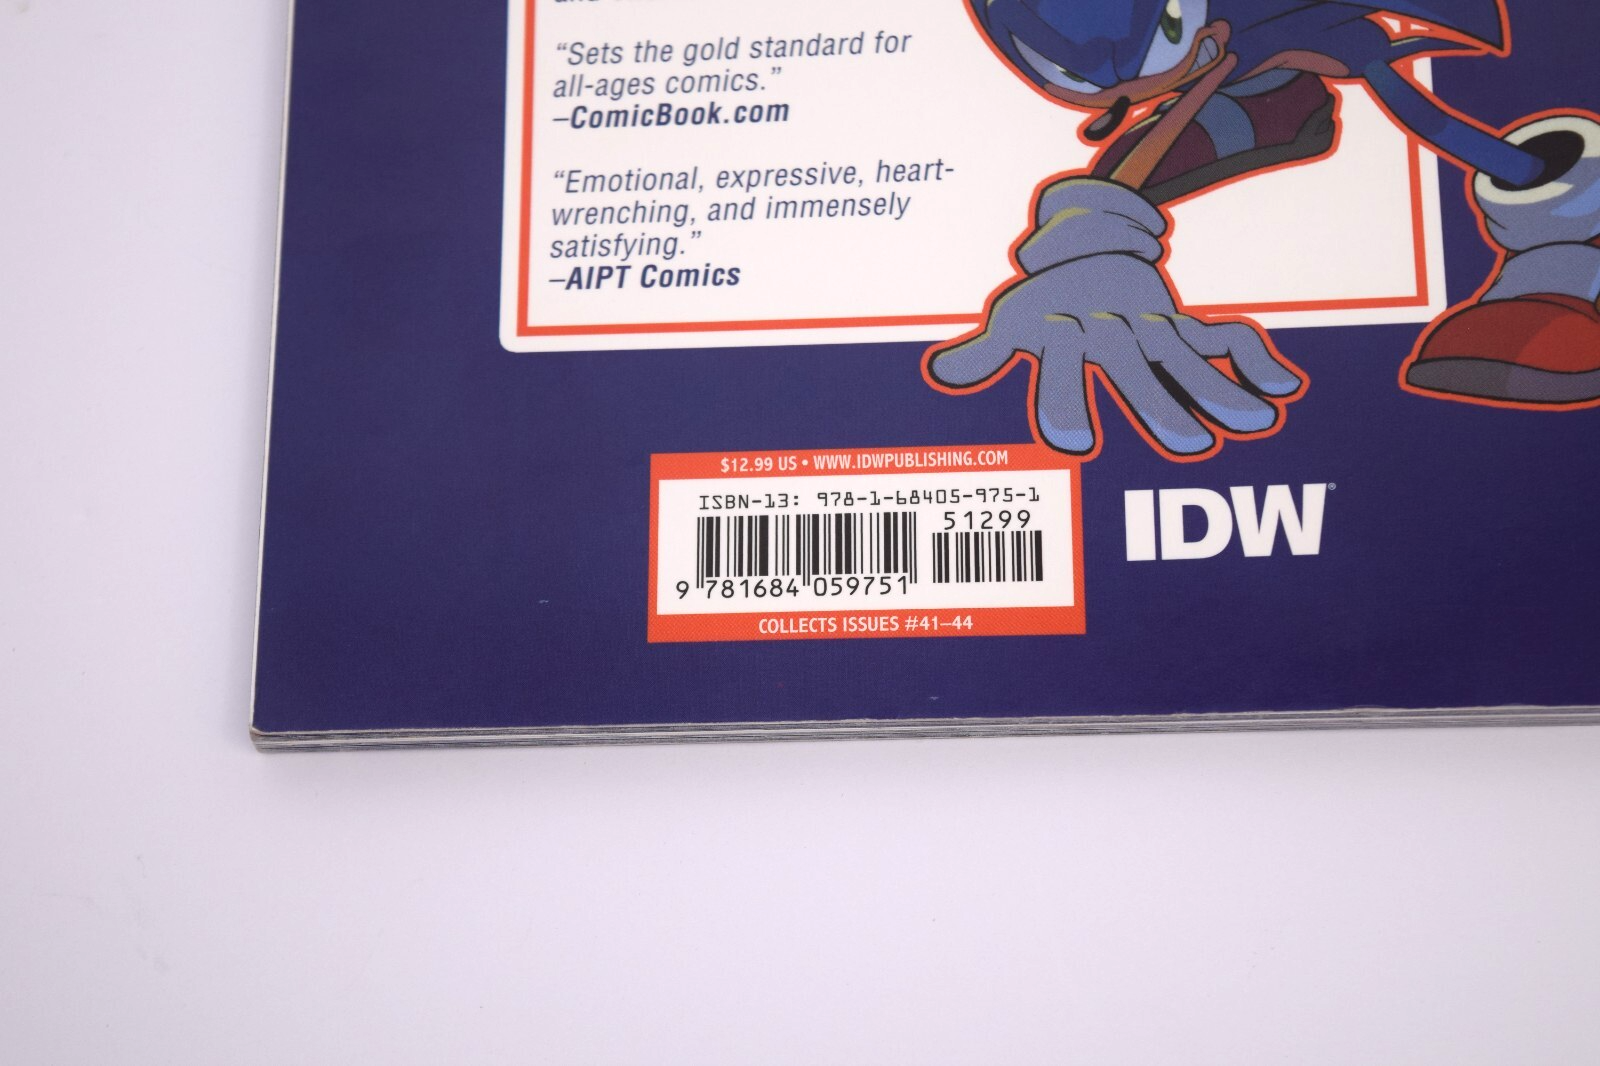 “Sets the gold standard for
all-ages comics.”
–ComicBook.com
“Emotional, expressive, heart-
wrenching, and immensely
satisfying.”
–AIPT Comics
$12.99 US • WWW.IDWPUBLISHING.COM
ISBN-13: 978-1-68405-975-1
51299
9 781684 059751
COLLECTS ISSUES #41–44
IDW®